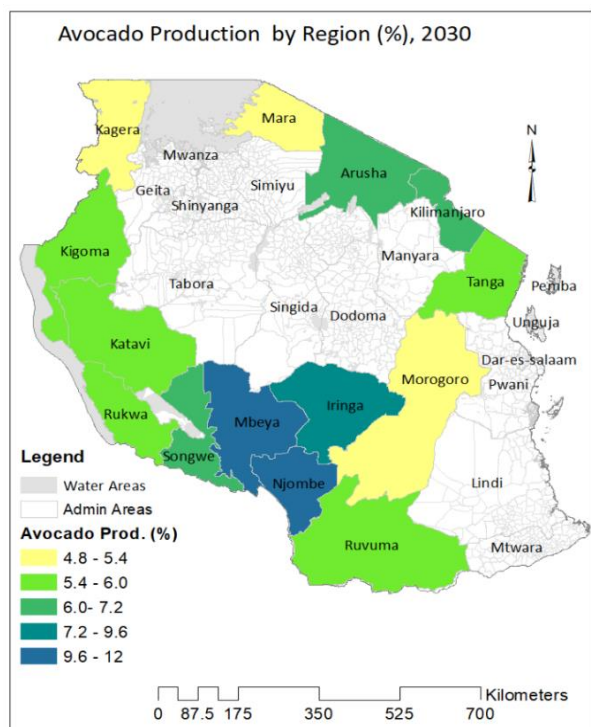 Avocado Production by Region (%), 2030
Kagera
Mara
N
Mwanza
Arusha
Geita
Simiyu
Shinyanga
Kilimanjaro
Kigoma
Manyara
Tabora
Tanga
Pemba
Singida
Dodoma
Unguja
Katavi
Dar-es-salaam
Morogoro
Pwani
Rukwa
Mbeya
Iringa
Songwe
Njombe
Lindi
Ruvuma
Mtwara
Legend
Water Areas
Admin Areas
Avocado Prod. (%)
4.8 - 5.4
5.4 - 6.0
6.0- 7.2
7.2 - 9.6
9.6 - 12
Kilometers
0 87.5 175 350 525 700